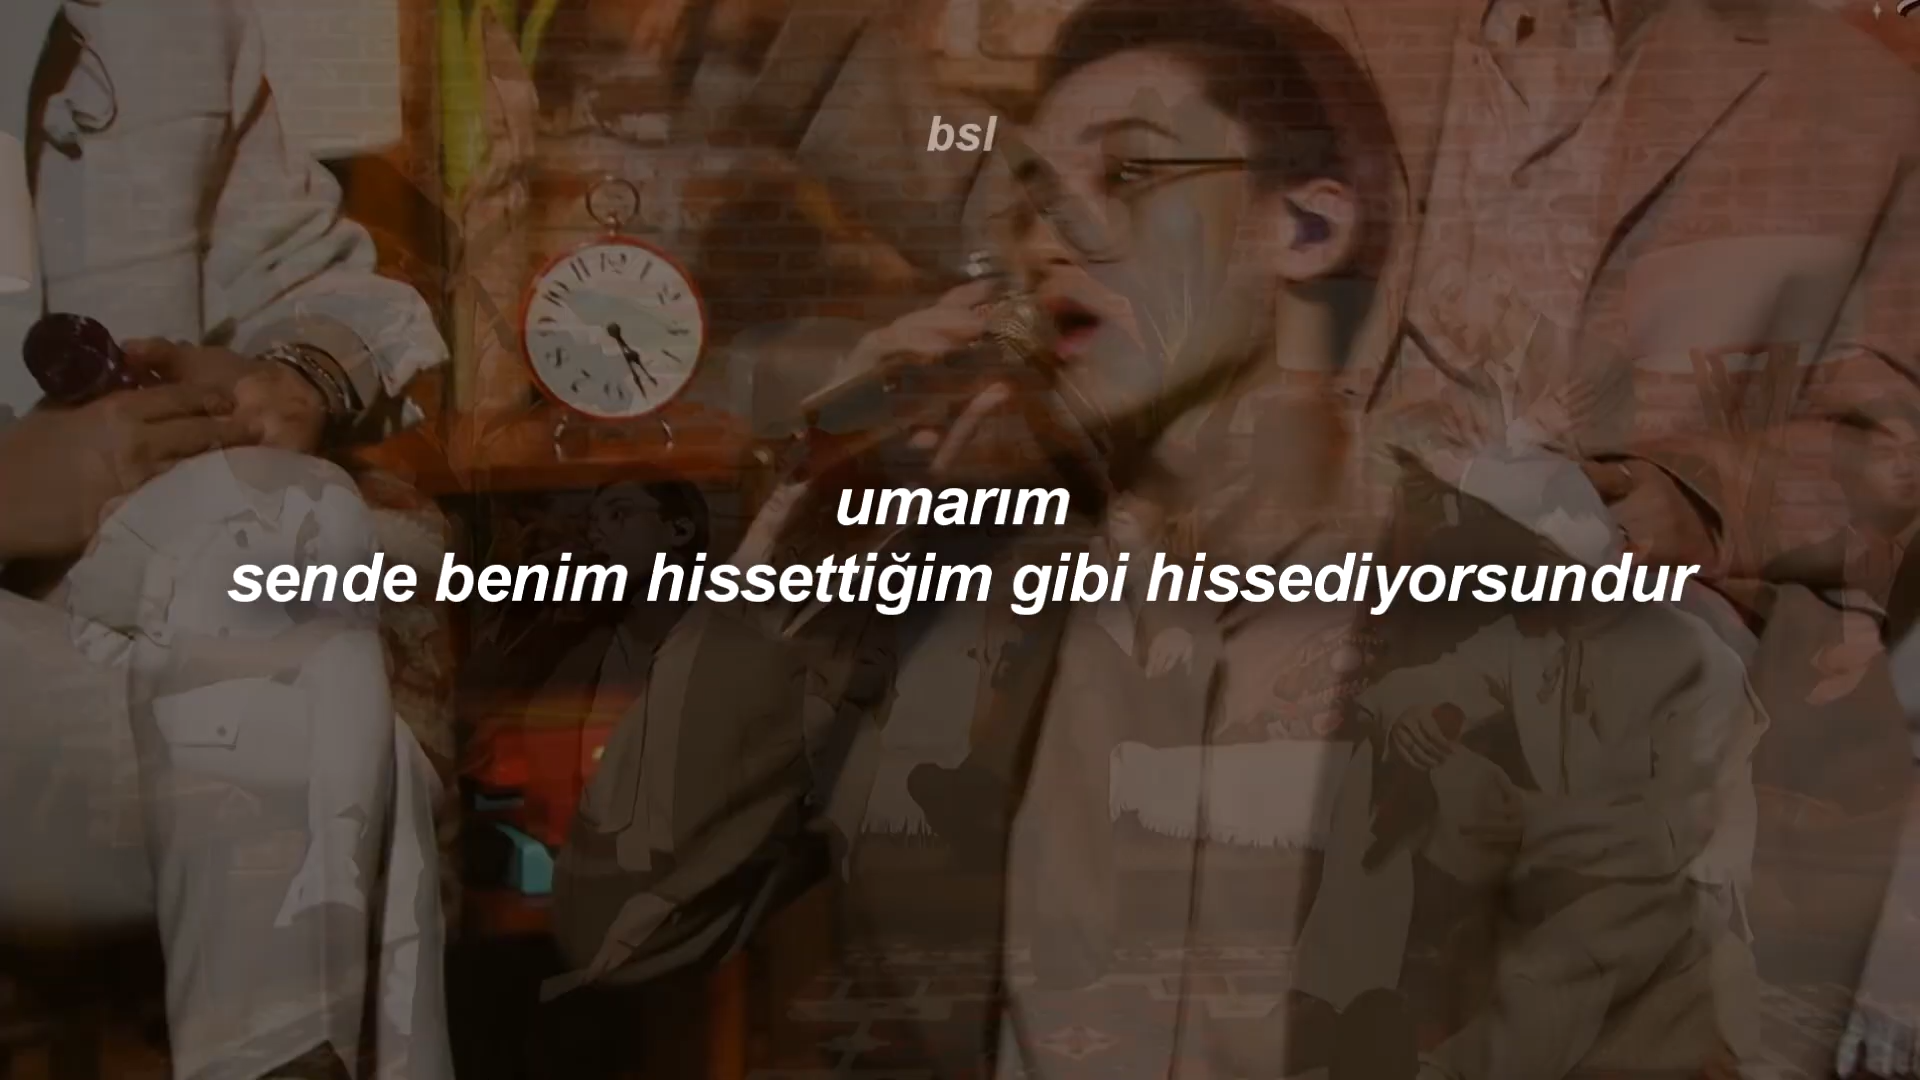 bsl
umarım
sende benim hissettiğim gibi hissediyorsundur